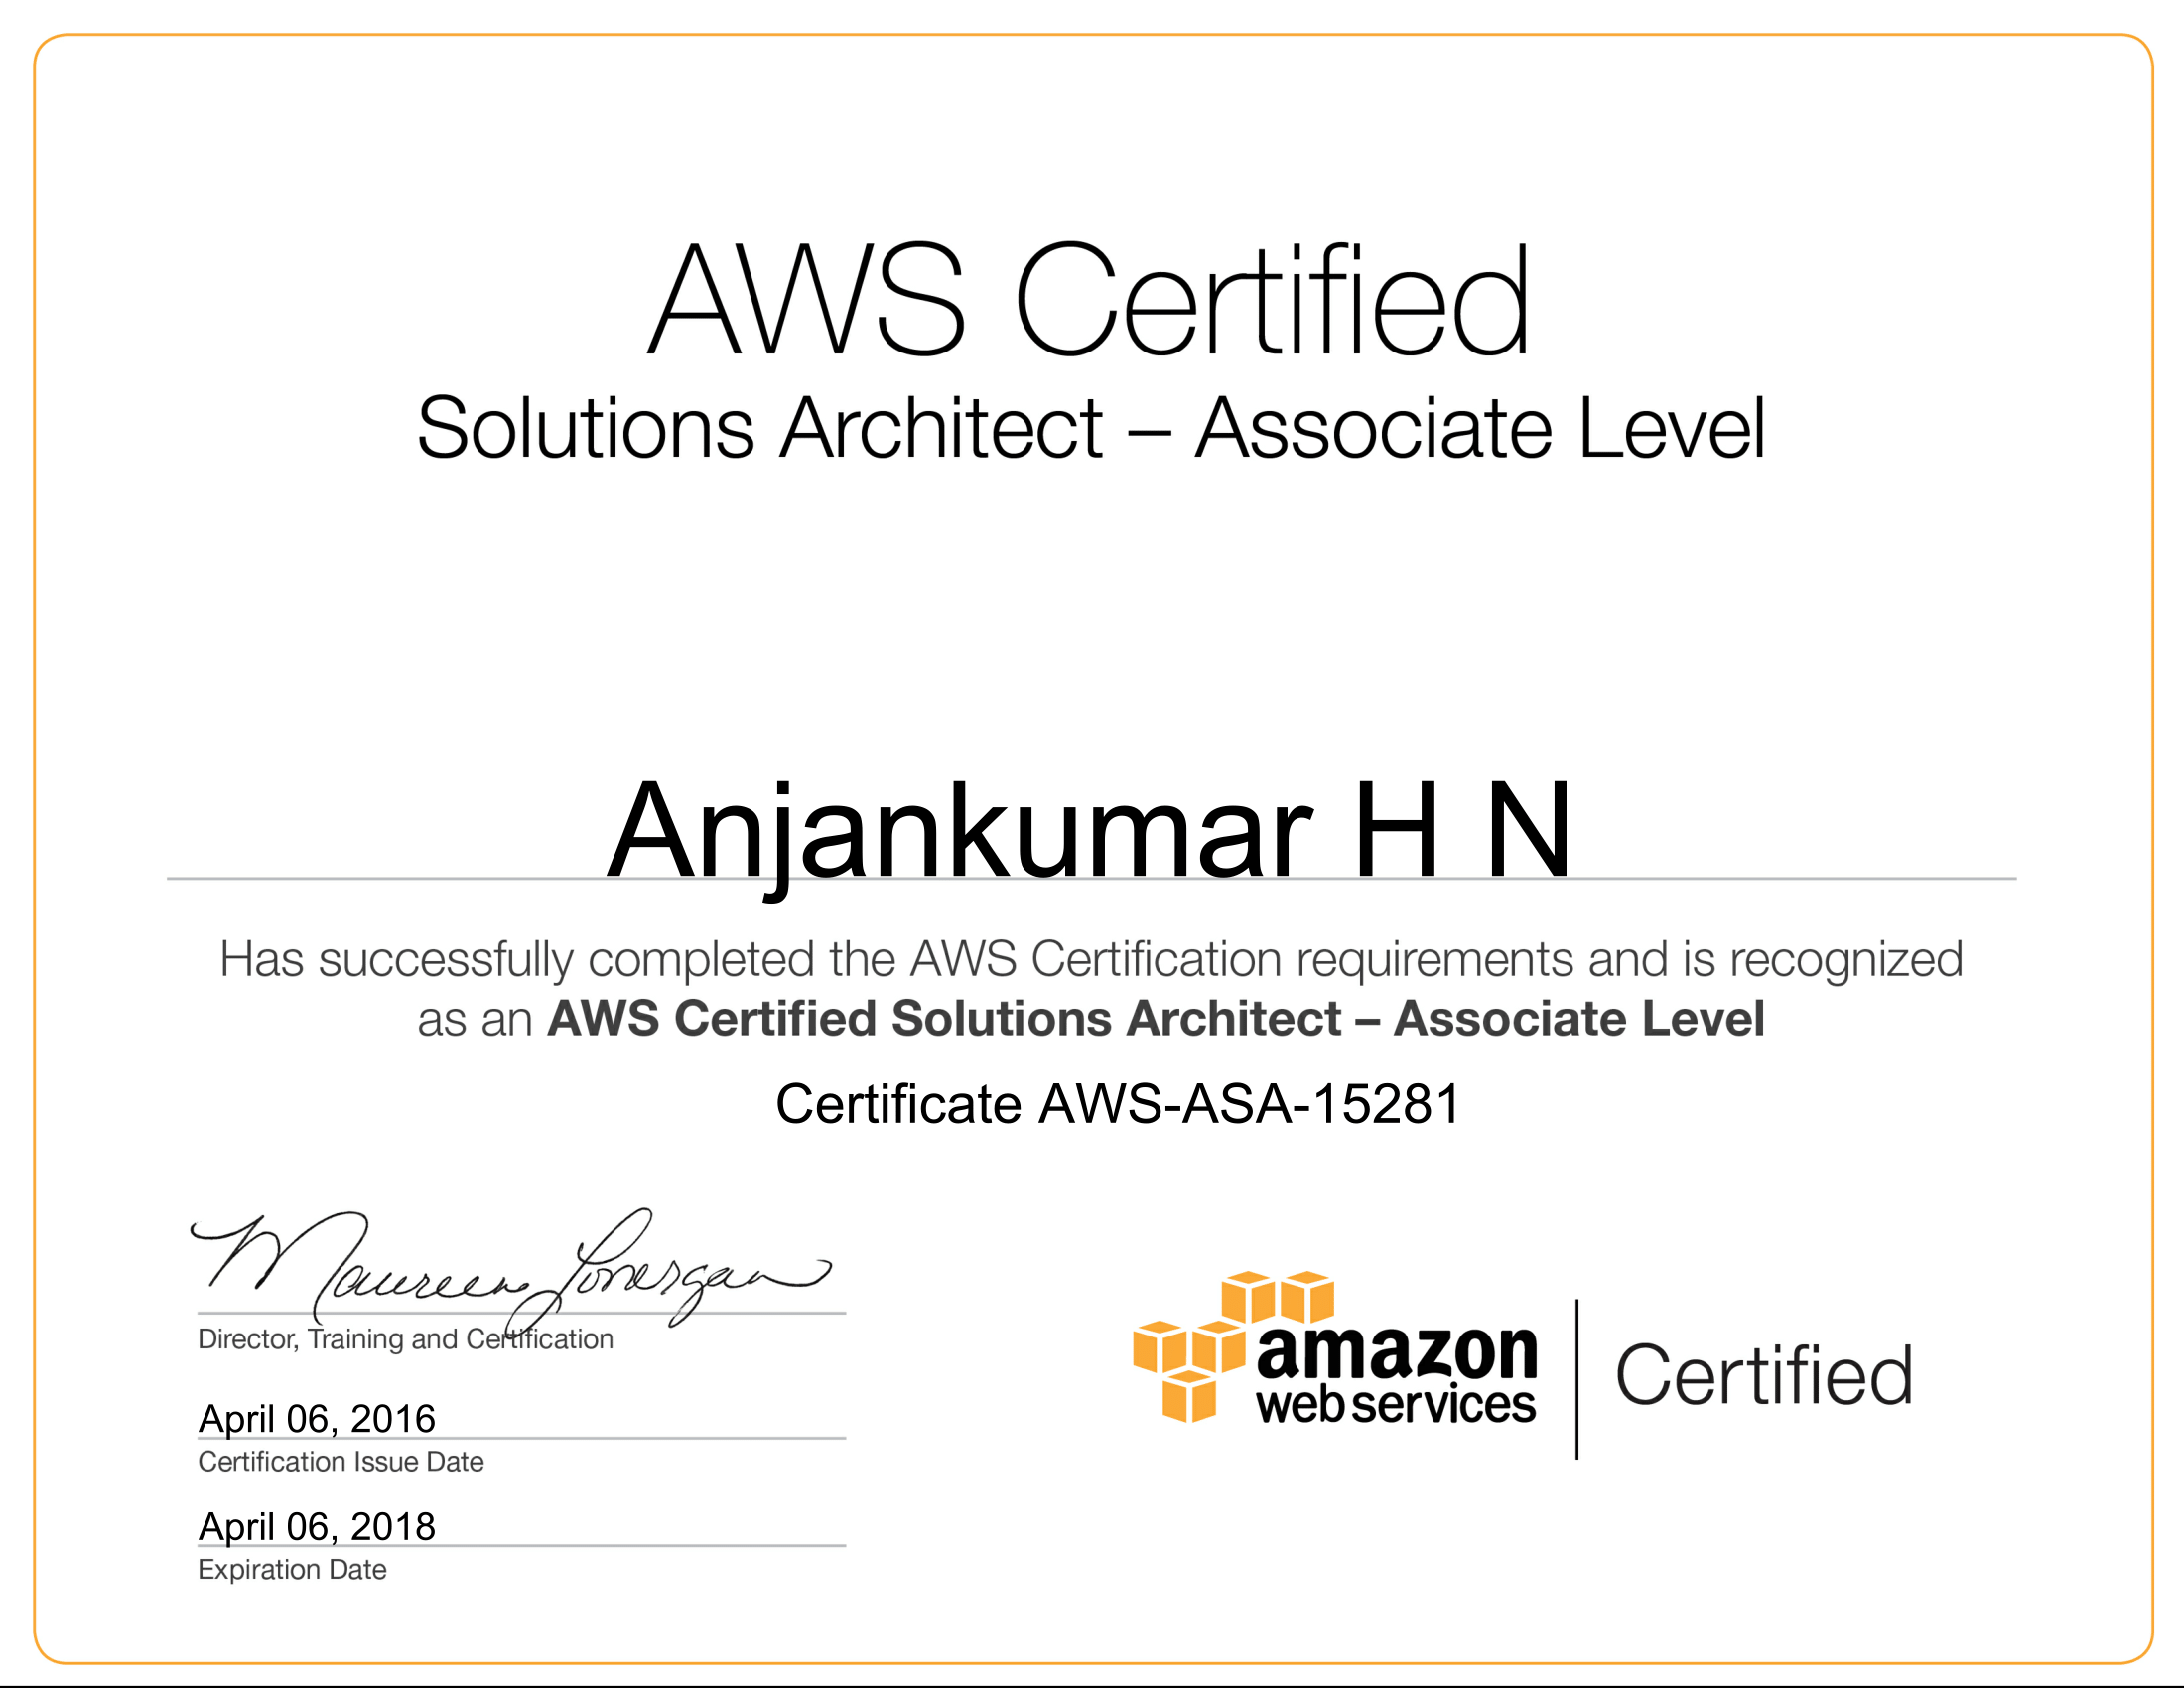 AWS Certified
Solutions Architect – Associate Level
Anjankumar H N
Has successfully completed the AWS Certification requirements and is recognized
as an AWS Certified Solutions Architect – Associate Level
Certificate AWS-ASA-15281
Maureen Lonergan
Director, Training and Certification
April 06, 2016
Certification Issue Date
April 06, 2018
Expiration Date
amazon
web services
Certified